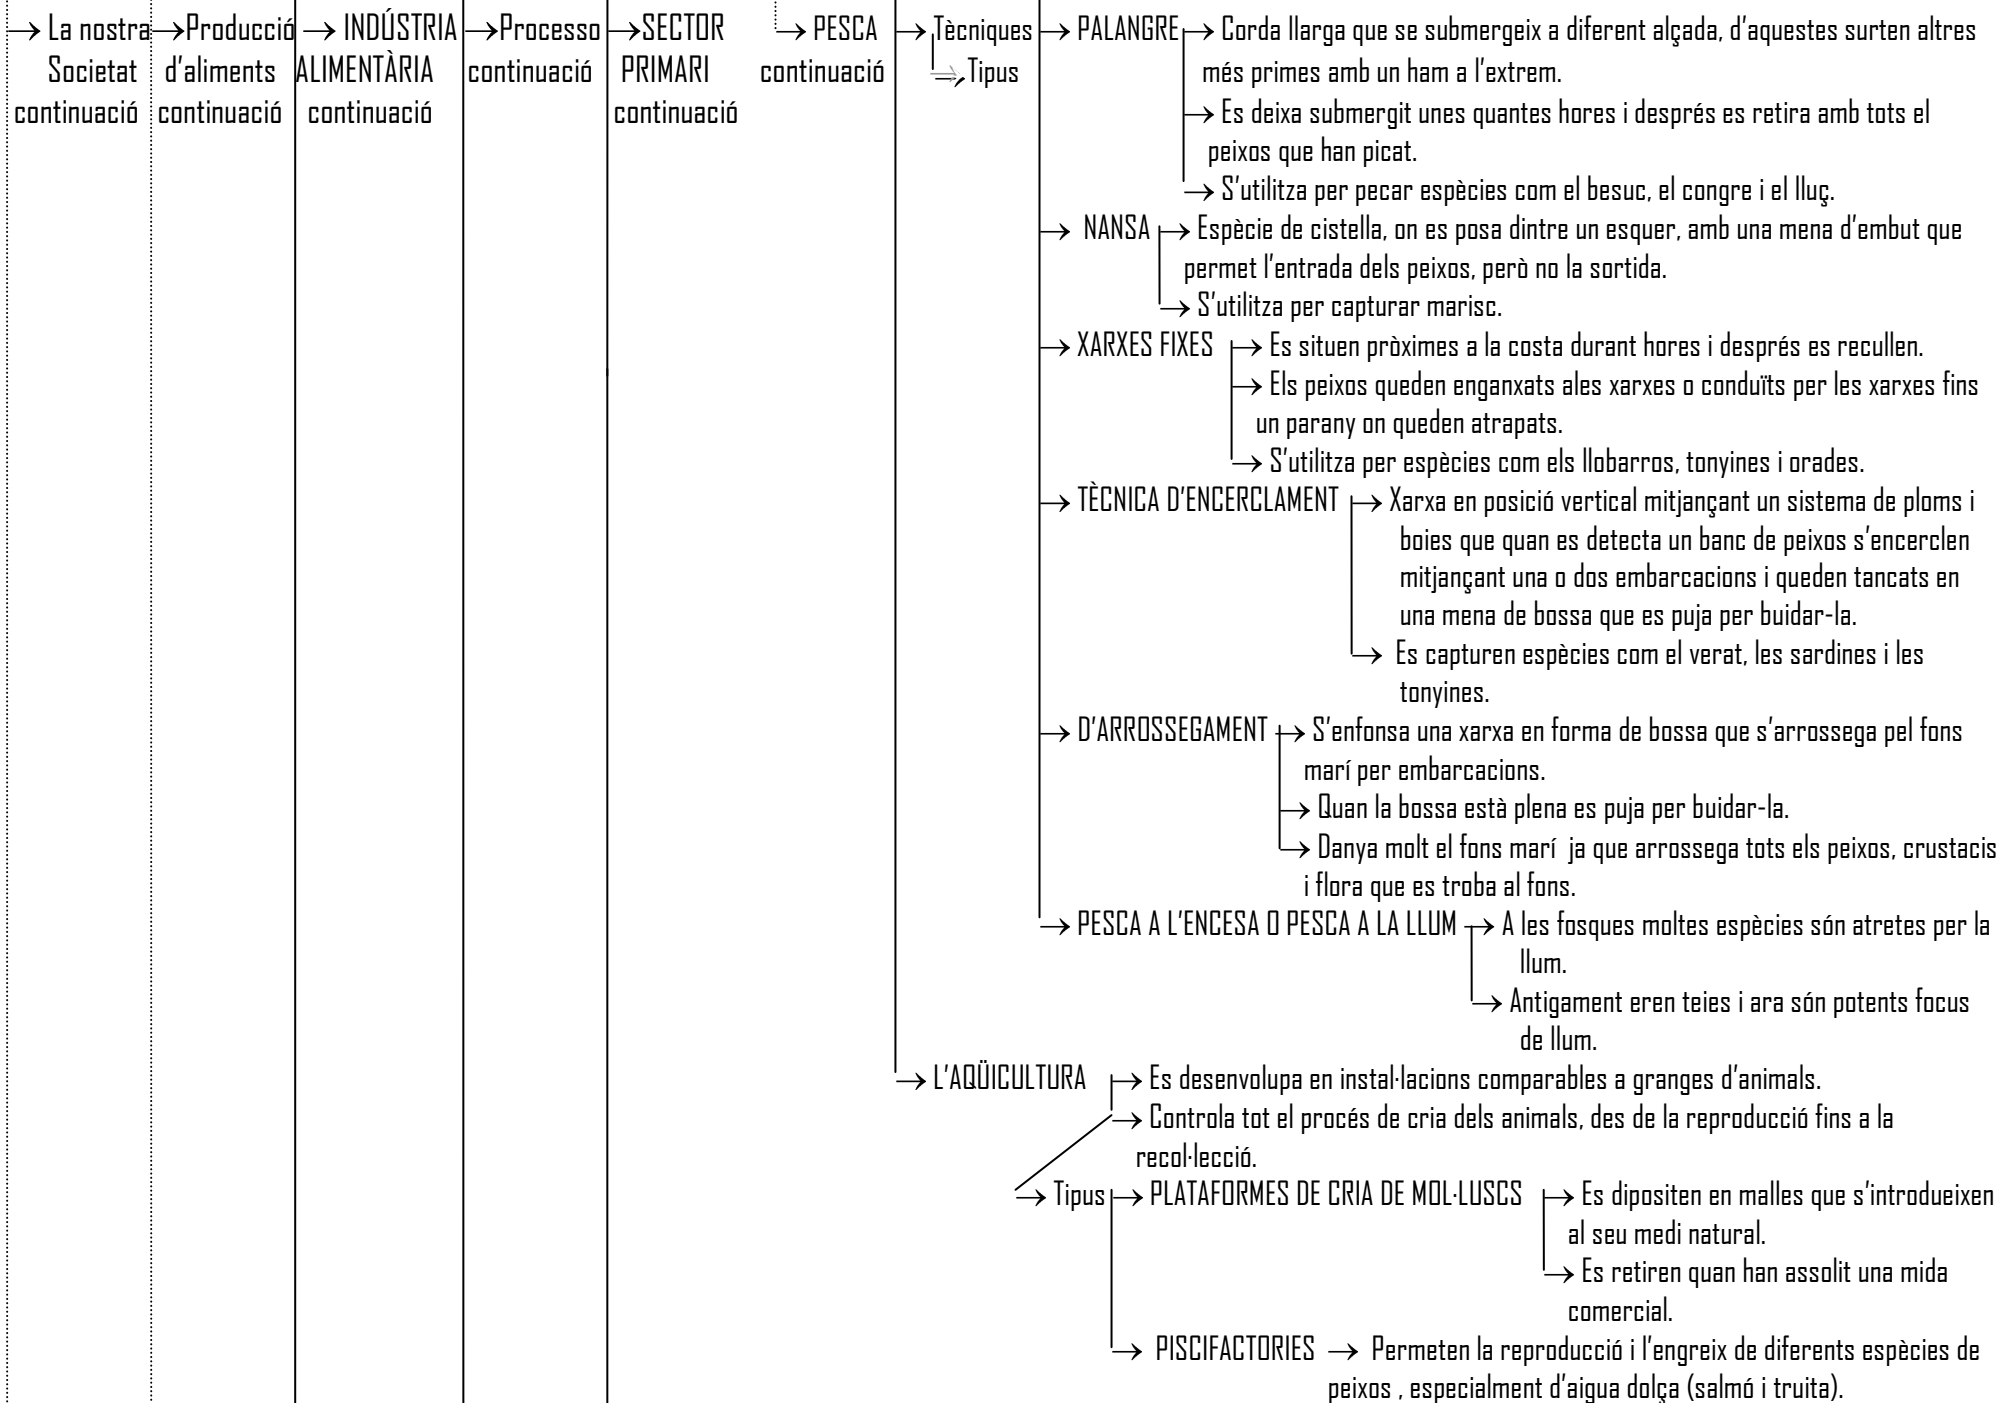 → La nostra →Producció → INDÚSTRIA →Processo →SECTOR → PESCA → Tècniques → PALANGRE → Corda llarga que se submergeix a diferent alçada, d'aquestes surten altres
Societat d'aliments ALIMENTÀRIA continuació PRIMARI continuació → Tipus més primes amb un ham a l'extrem.
continuació continuació continuació continuació → Es deixa submergit unes quantes hores i després es retira amb tots el
peixos que han picat.
→ S'utilitza per pecar espècies com el besuc, el congre i el lluç.
→ NANSA → Espècie de cistella, on es posa dintre un esquer, amb una mena d'embut que
permet l'entrada dels peixos, però no la sortida.
→ S'utilitza per capturar marisc.
→ XARXES FIXES → Es situen pròximes a la costa durant hores i després es recullen.
→ Els peixos queden enganxats ales xarxes o conduïts per les xarxes fins
un parany on queden atrapats.
→ S'utilitza per espècies com els llobarros, tonyines i orades.
→ TÈCNICA D'ENCERCLAMENT → Xarxa en posició vertical mitjançant un sistema de ploms i
boies que quan es detecta un banc de peixos s'encerclen
mitjançant una o dos embarcacions i queden tancats en
una mena de bossa que es puja per buidar-la.
→ Es capturen espècies com el verat, les sardines i les
tonyines.
→ D'ARROSSEGAMENT → S'enfonsa una xarxa en forma de bossa que s'arrossega pel fons
marí per embarcacions.
→ Quan la bossa està plena es puja per buidar-la.
→ Danya molt el fons marí ja que arrossega tots els peixos, crustacis
i flora que es troba al fons.
→ PESCA A L'ENCESA O PESCA A LA LLUM → A les fosques moltes espècies són atretes per la
llum.
→ Antigament eren teies i ara són potents focus
de llum.
→ L'AQÜICULTURA → Es desenvolupa en instal·lacions comparables a granges d'animals.
→ Controla tot el procés de cria dels animals, des de la reproducció fins a la
recol·lecció.
→ Tipus → PLATAFORMES DE CRIA DE MOL·LUSCS → Es dipositen en malles que s'introdueixen
al seu medi natural.
→ Es retiren quan han assolit una mida
comercial.
→ PISCIFACTORIES → Permeten la reproducció i l'engreix de diferents espècies de
peixos , especialment d'aigua dolça (salmó i truita).